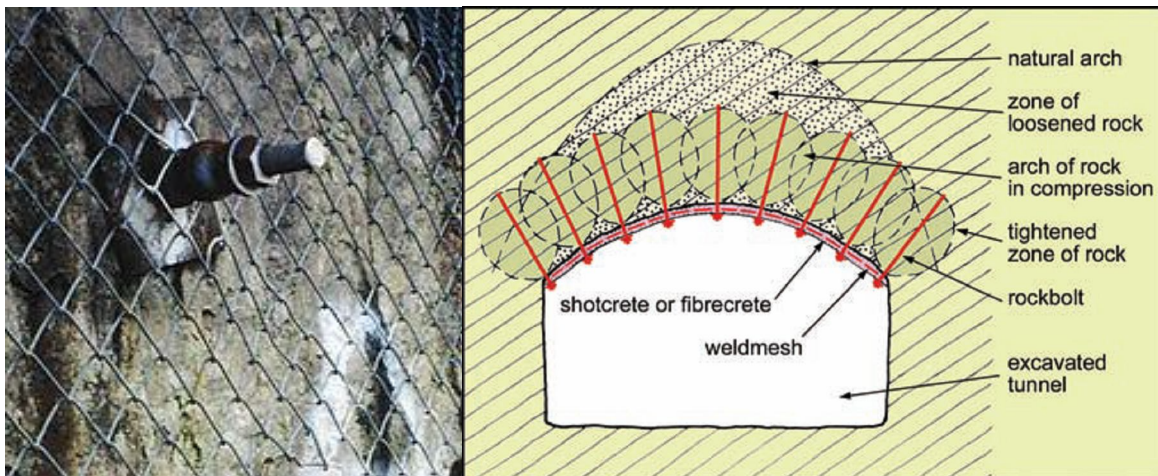 natural arch
zone of
loosened rock
arch of rock
in compression
tightened
zone of rock
rockbolt
shotcrete or fibrecrete
weldmesh
excavated
tunnel